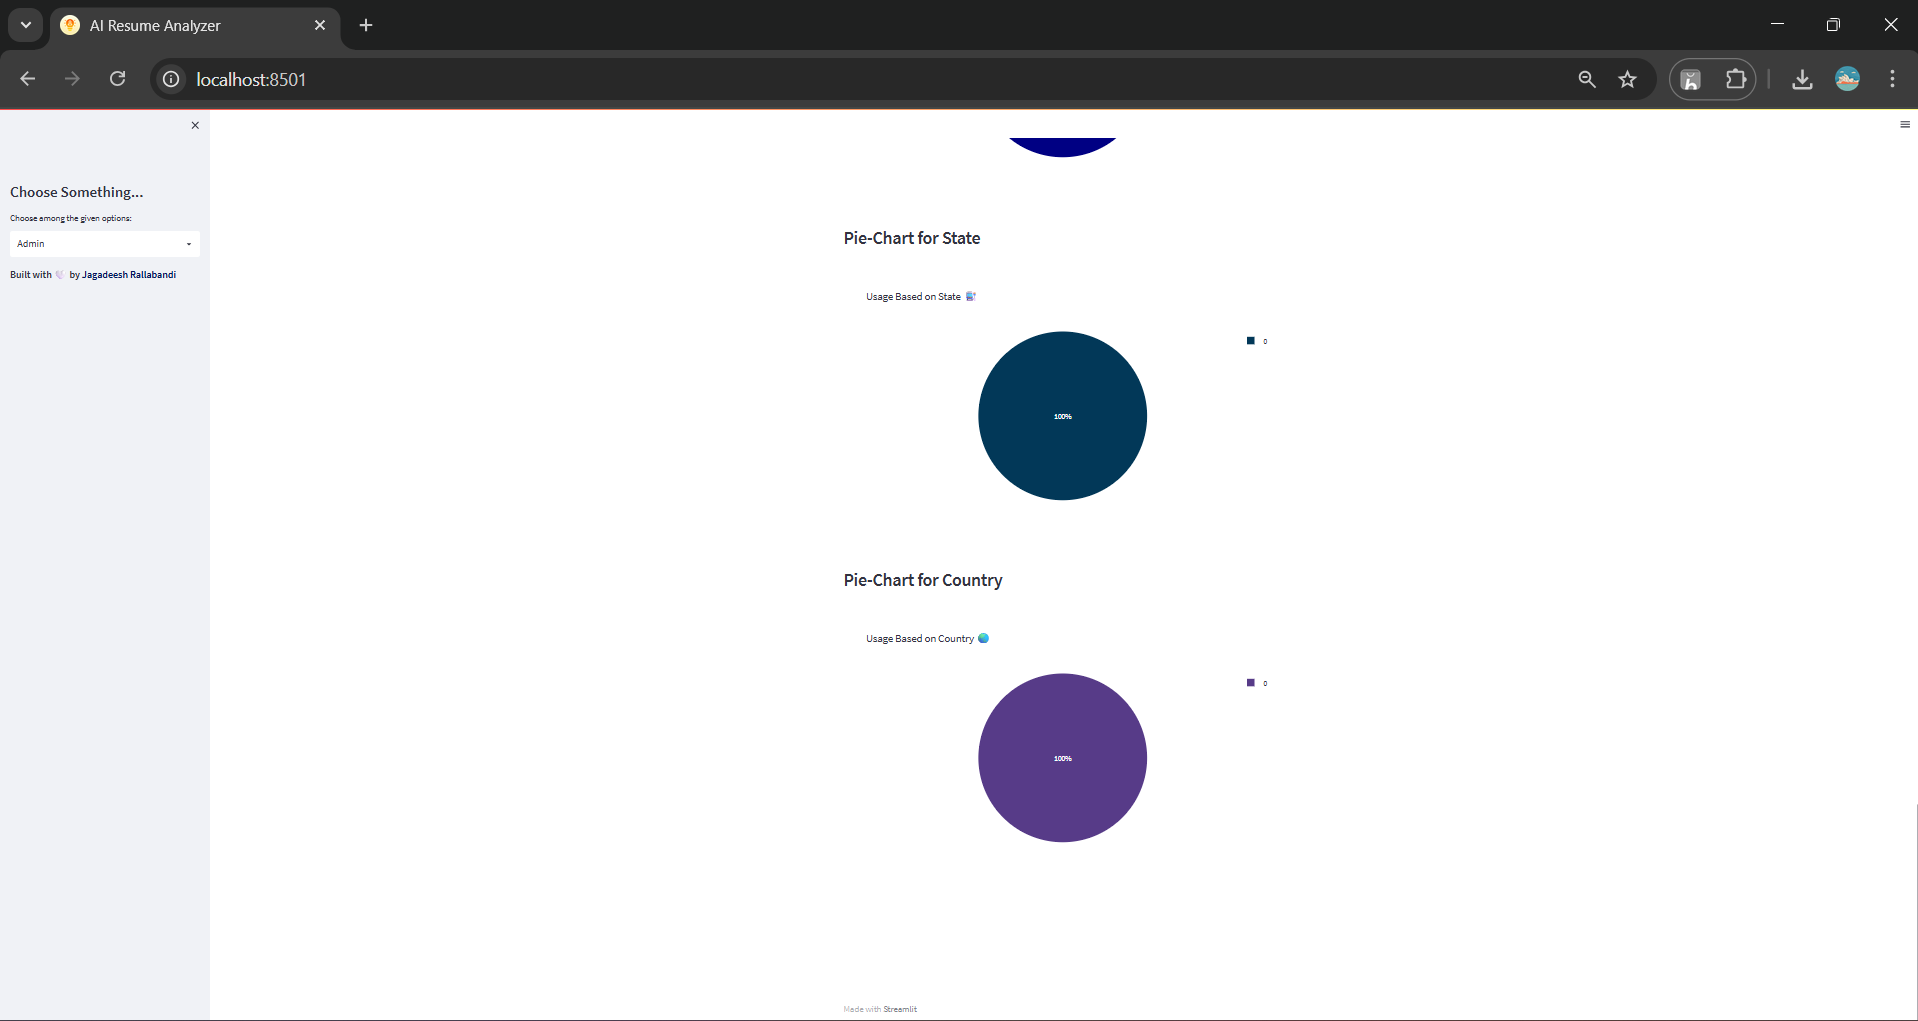 AI Resume Analyzer
localhost:8501
Choose Something...
Choose among the given options:
Admin
Built with by Jagadeesh Rallabandi
Pie-Chart for State
Usage Based on State
0
100%
Pie-Chart for Country
Usage Based on Country
0
100%
Made with Streamlit